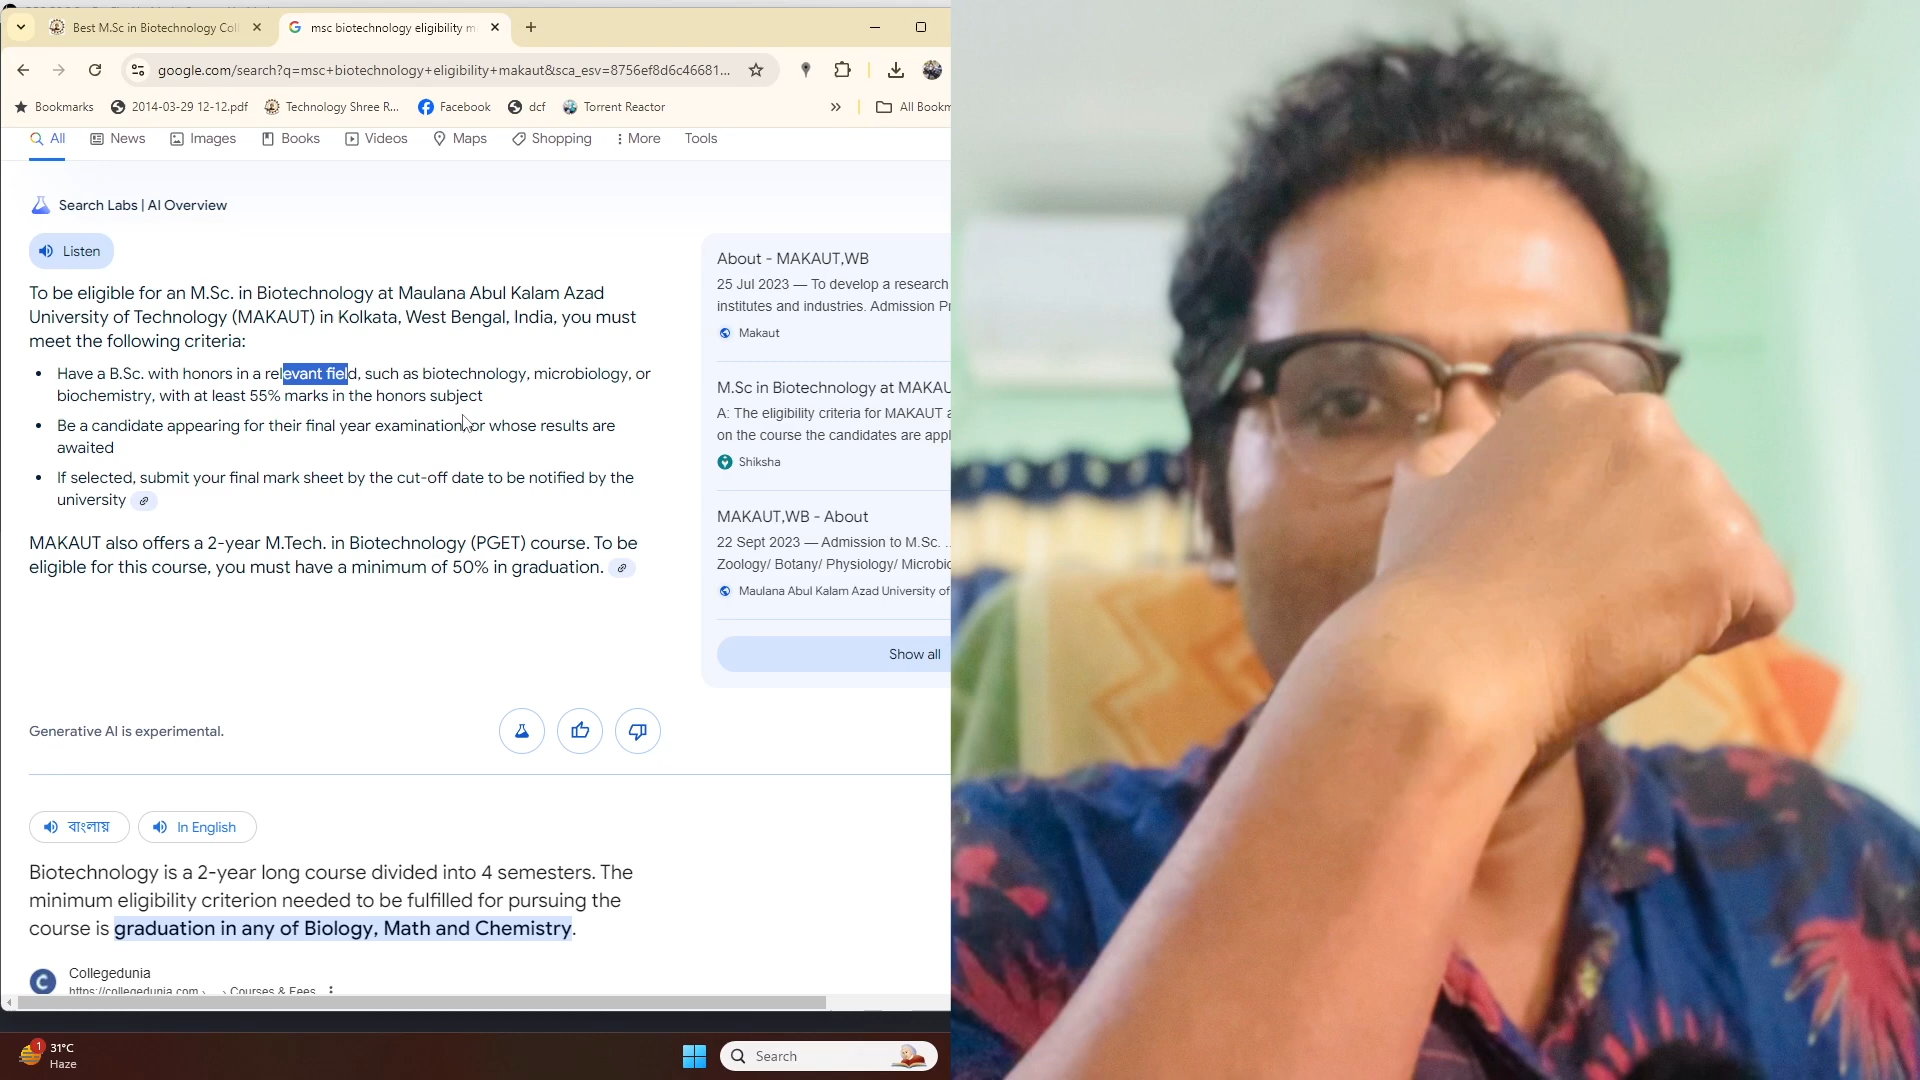 Best M.Sc in Biotechnology Coll
msc biotechnology eligibility m
google.com/search?q=msc+biotechnology+eligibility+makaut&sca_esv=8756ef8d6c46681...
Bookmarks
2014-03-29 12-12.pdf
Technology Shree R...
Facebook
dcf
Torrent Reactor
»
All Bookm
All
News
Images
Books
Videos
Maps
Shopping
More
Tools
Search Labs | AI Overview
Listen
To be eligible for an M.Sc. in Biotechnology at Maulana Abul Kalam Azad
University of Technology (MAKAUT) in Kolkata, West Bengal, India, you must
meet the following criteria:
• Have a B.Sc. with honors in a relevant field, such as biotechnology, microbiology, or
biochemistry, with at least 55% marks in the honors subject
• Be a candidate appearing for their final year examination or whose results are
awaited
• If selected, submit your final mark sheet by the cut-off date to be notified by the
university
MAKAUT also offers a 2-year M.Tech. in Biotechnology (PGET) course. To be
eligible for this course, you must have a minimum of 50% in graduation.
About - MAKAUT,WB
25 Jul 2023 — To develop a research
institutes and industries. Admission Pr
Makaut
M.Sc in Biotechnology at MAKAU
A: The eligibility criteria for MAKAUT a
on the course the candidates are appl
Shiksha
MAKAUT,WB - About
22 Sept 2023 — Admission to M.Sc. ..
Zoology/ Botany/ Physiology/ Microbio
Maulana Abul Kalam Azad University of
Show all
Generative AI is experimental.
বাংলায়
In English
Biotechnology is a 2-year long course divided into 4 semesters. The
minimum eligibility criterion needed to be fulfilled for pursuing the
course is graduation in any of Biology, Math and Chemistry.
Collegedunia
https://collegedunia.com › ... › Courses & Fees
1
31°C
Haze
Search